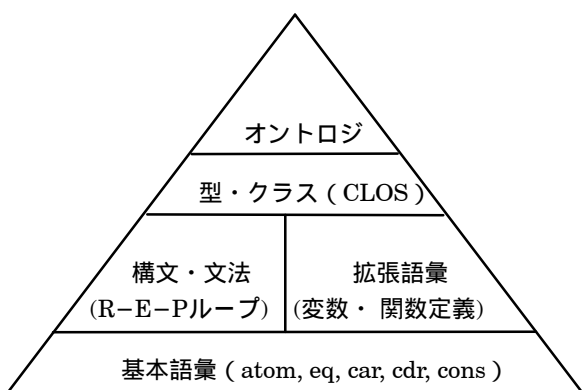 オントロジ
型・クラス ( CLOS )
構文・文法
(R−E−Pループ)
拡張語彙
(変数・ 関数定義)
基本語彙 ( atom, eq, car, cdr, cons )